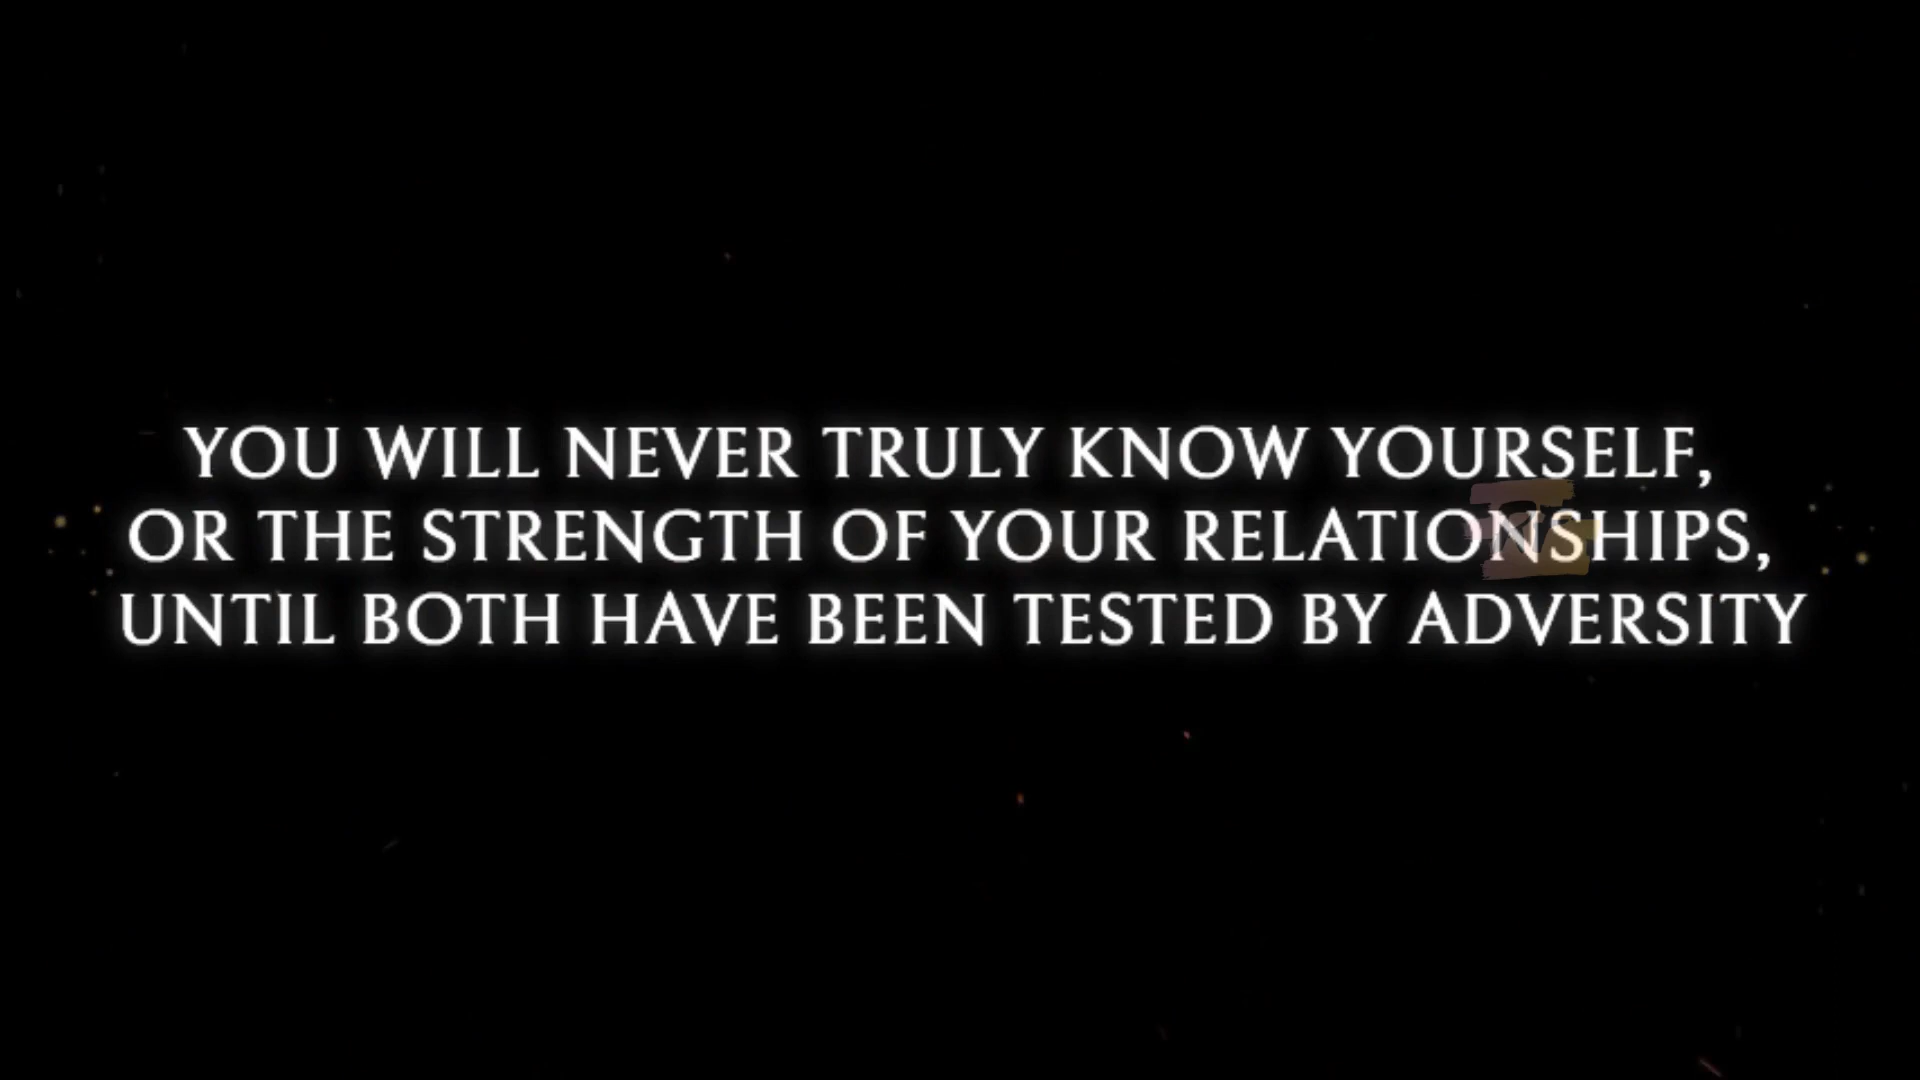 YOU WILL NEVER TRULY KNOW YOURSELF,
OR THE STRENGTH OF YOUR RELATIONSHIPS,
UNTIL BOTH HAVE BEEN TESTED BY ADVERSITY